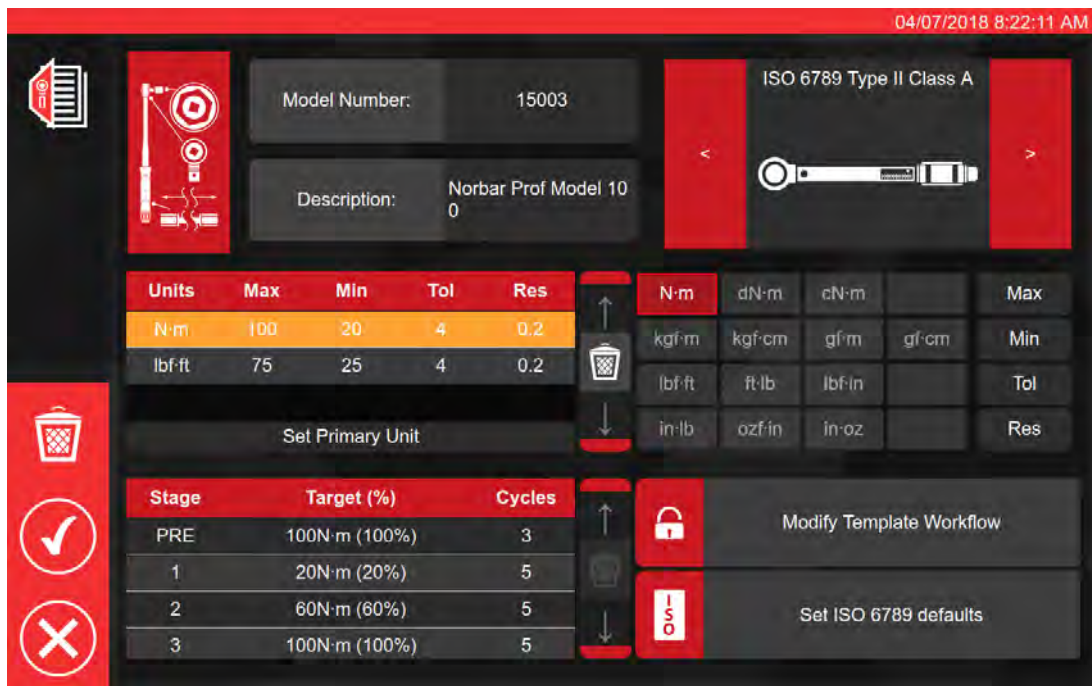 04/07/2018 8:22:11 AM
Model Number: 15003
ISO 6789 Type II Class A
< >
Description: Norbar Prof Model 10
0
Units Max Min Tol Res
N·m 100 20 4 0.2
lbf·ft 75 25 4 0.2
Set Primary Unit
N·m dN·m cN·m Max
kgf·m kgf·cm gf·m gf·cm Min
lbf·ft ft·lb lbf·in Tol
in·lb ozf·in in·oz Res
Stage Target (%) Cycles
PRE 100N·m (100%) 3
1 20N·m (20%) 5
2 60N·m (60%) 5
3 100N·m (100%) 5
Modify Template Workflow
ISO
Set ISO 6789 defaults